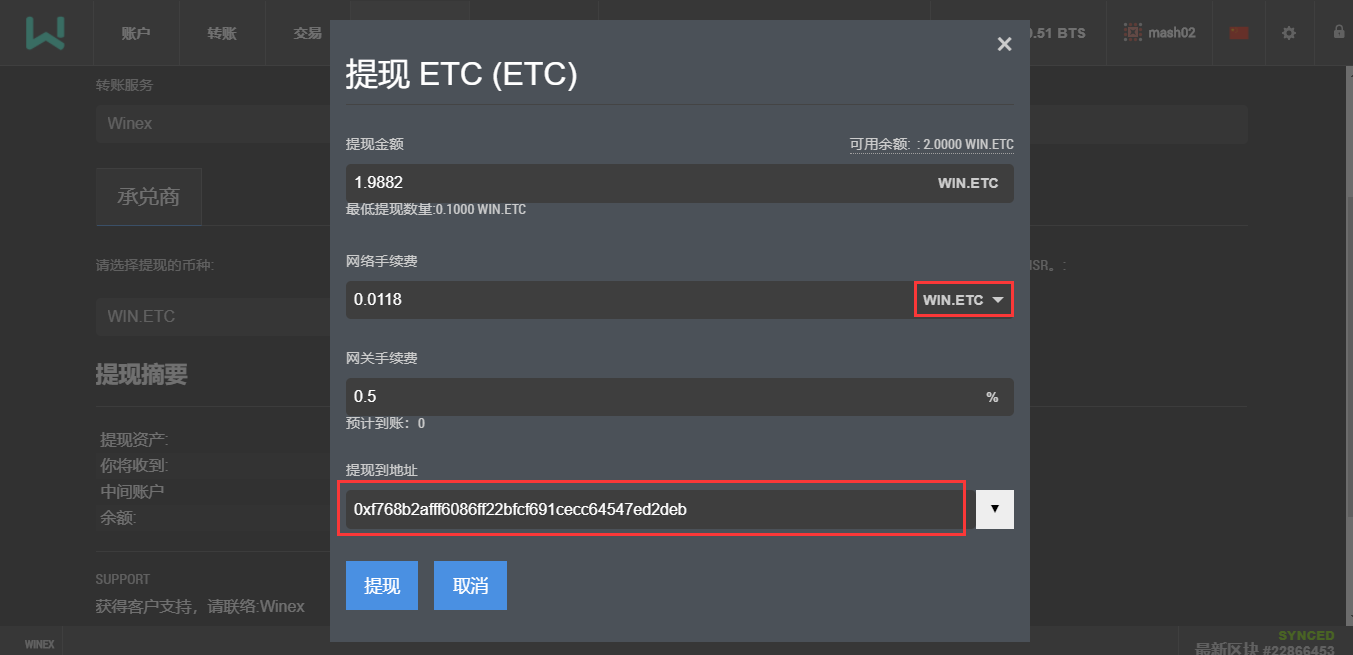 账户 转账 交易 .51 BTS mash02
转账服务
Winex
承兑商
请选择提现的币种: 
WIN.ETC
提现摘要
提现资产:
你将收到:
中间账户
余额:
SUPPORT
获得客户支持，请联络:Winex
提现 ETC (ETC)
×
提现金额 可用余额: : 2.0000 WIN.ETC
1.9882 WIN.ETC
最低提现数量:0.1000 WIN.ETC
网络手续费
0.0118 WIN.ETC
网关手续费
0.5 %
预计到账：0
提现到地址
0xf768b2afff6086ff22bfcf691cecc64547ed2deb
提现 取消
WINEX
SYNCED
最新区块 #22866453